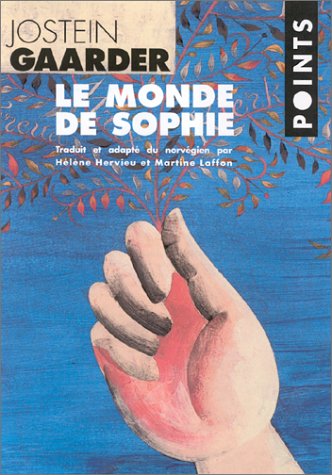 JOSTEIN
GAARDER
LE MONDE
DE SOPHIE
Traduit et adapté du norvégien par
Hélène Hervieu et Martine Laffon
POINTS